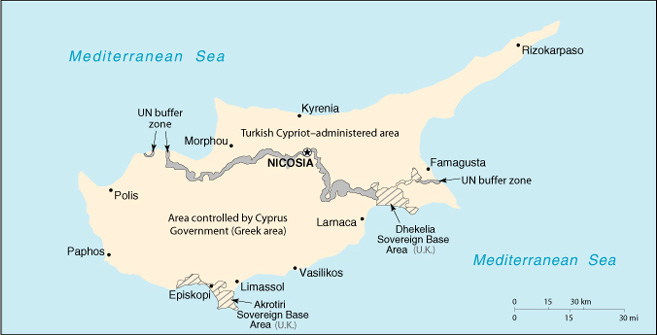 Mediterranean Sea
Rizokarpaso
UN buffer
zone
Kyrenia
Turkish Cypriot–administered area
Morphou
NICOSIA
Famagusta
UN buffer zone
Polis
Area controlled by Cyprus
Government (Greek area)
Larnaca
Dhekelia
Sovereign Base
Area (U.K.)
Paphos
Mediterranean Sea
Vasilikos
Limassol
Episkopi
Akrotiri
Sovereign Base
Area (U.K.)
0 15 30 km
0 15 30 mi